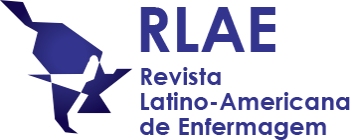 RLAE
Revista
Latino-Americana
de Enfermagem